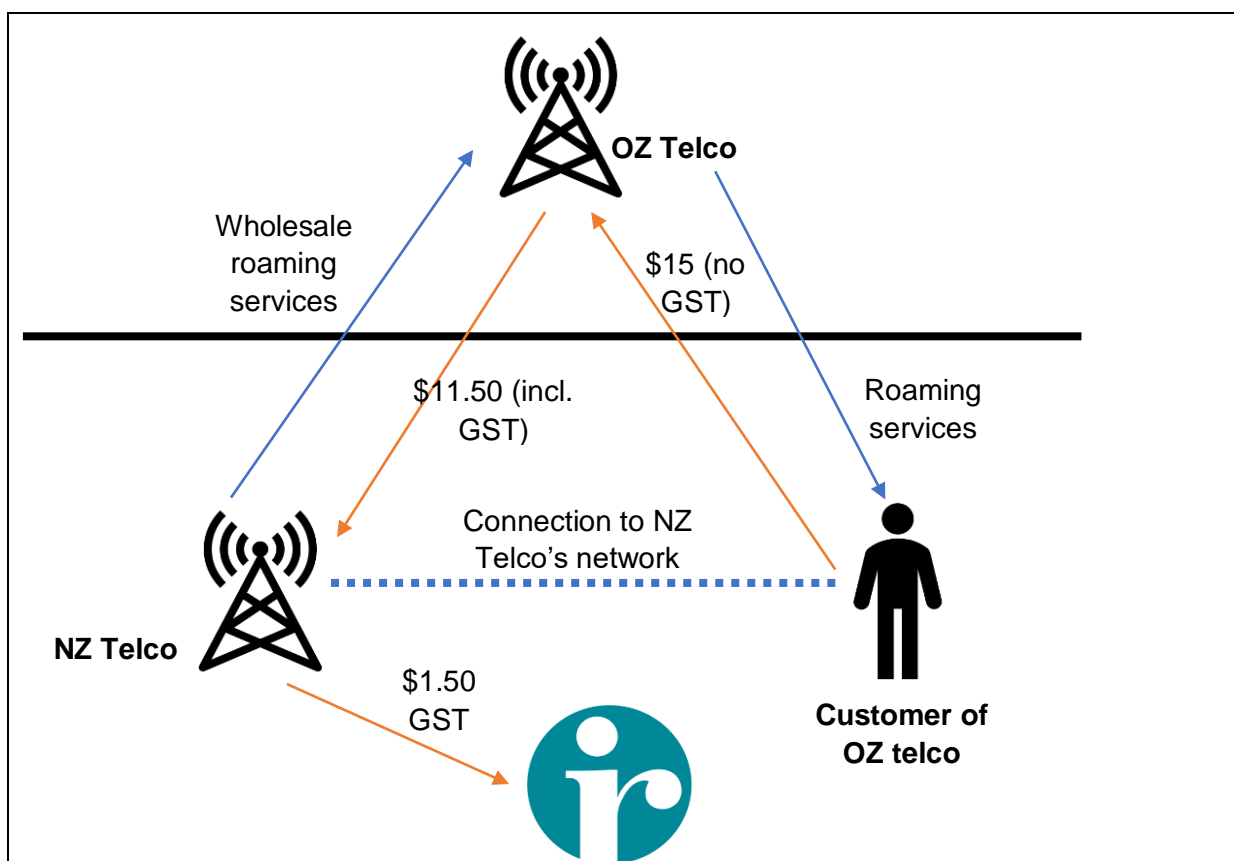 OZ Telco
Wholesale
roaming
services
$15 (no
GST)
$11.50 (incl.
GST)
Roaming
services
Connection to NZ
Telco’s network
NZ Telco
$1.50
GST
Customer of
OZ telco
ir